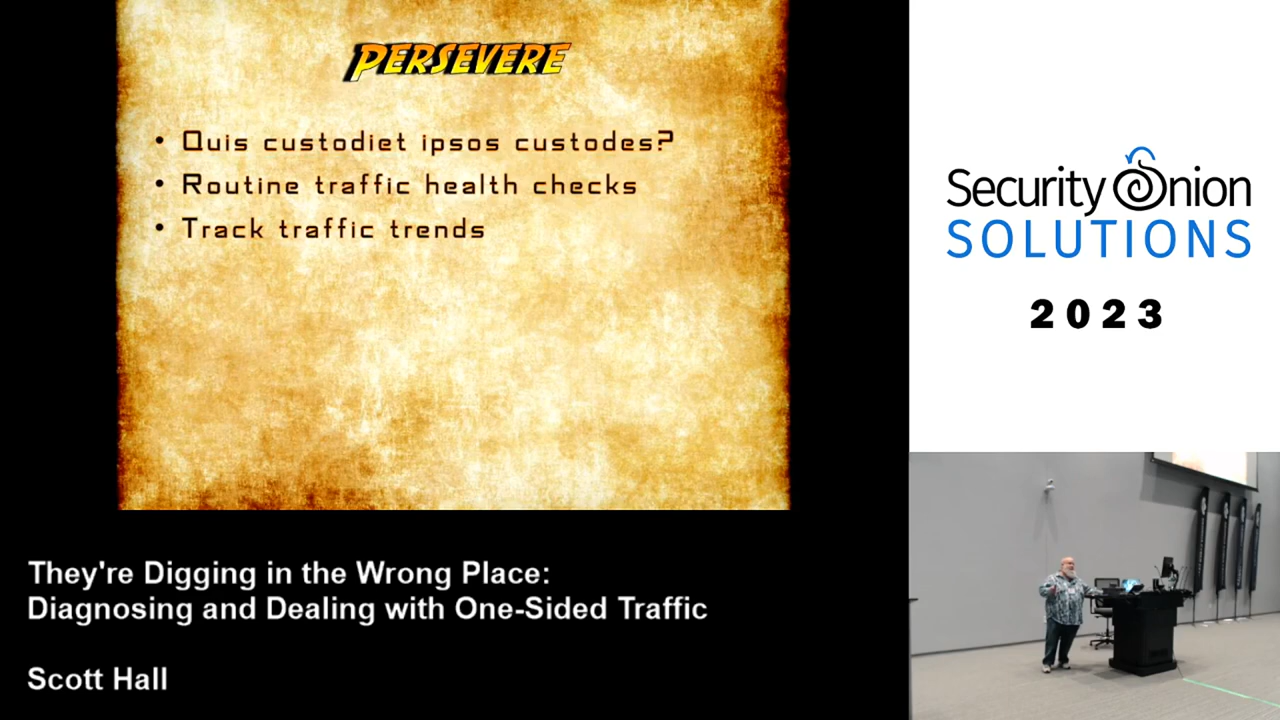 PERSEVERE
• Quis custodiet ipsos custodes?
• Routine traffic health checks
• Track traffic trends
Security Onion
SOLUTIONS
2023
They're Digging in the Wrong Place:
Diagnosing and Dealing with One-Sided Traffic
Scott Hall